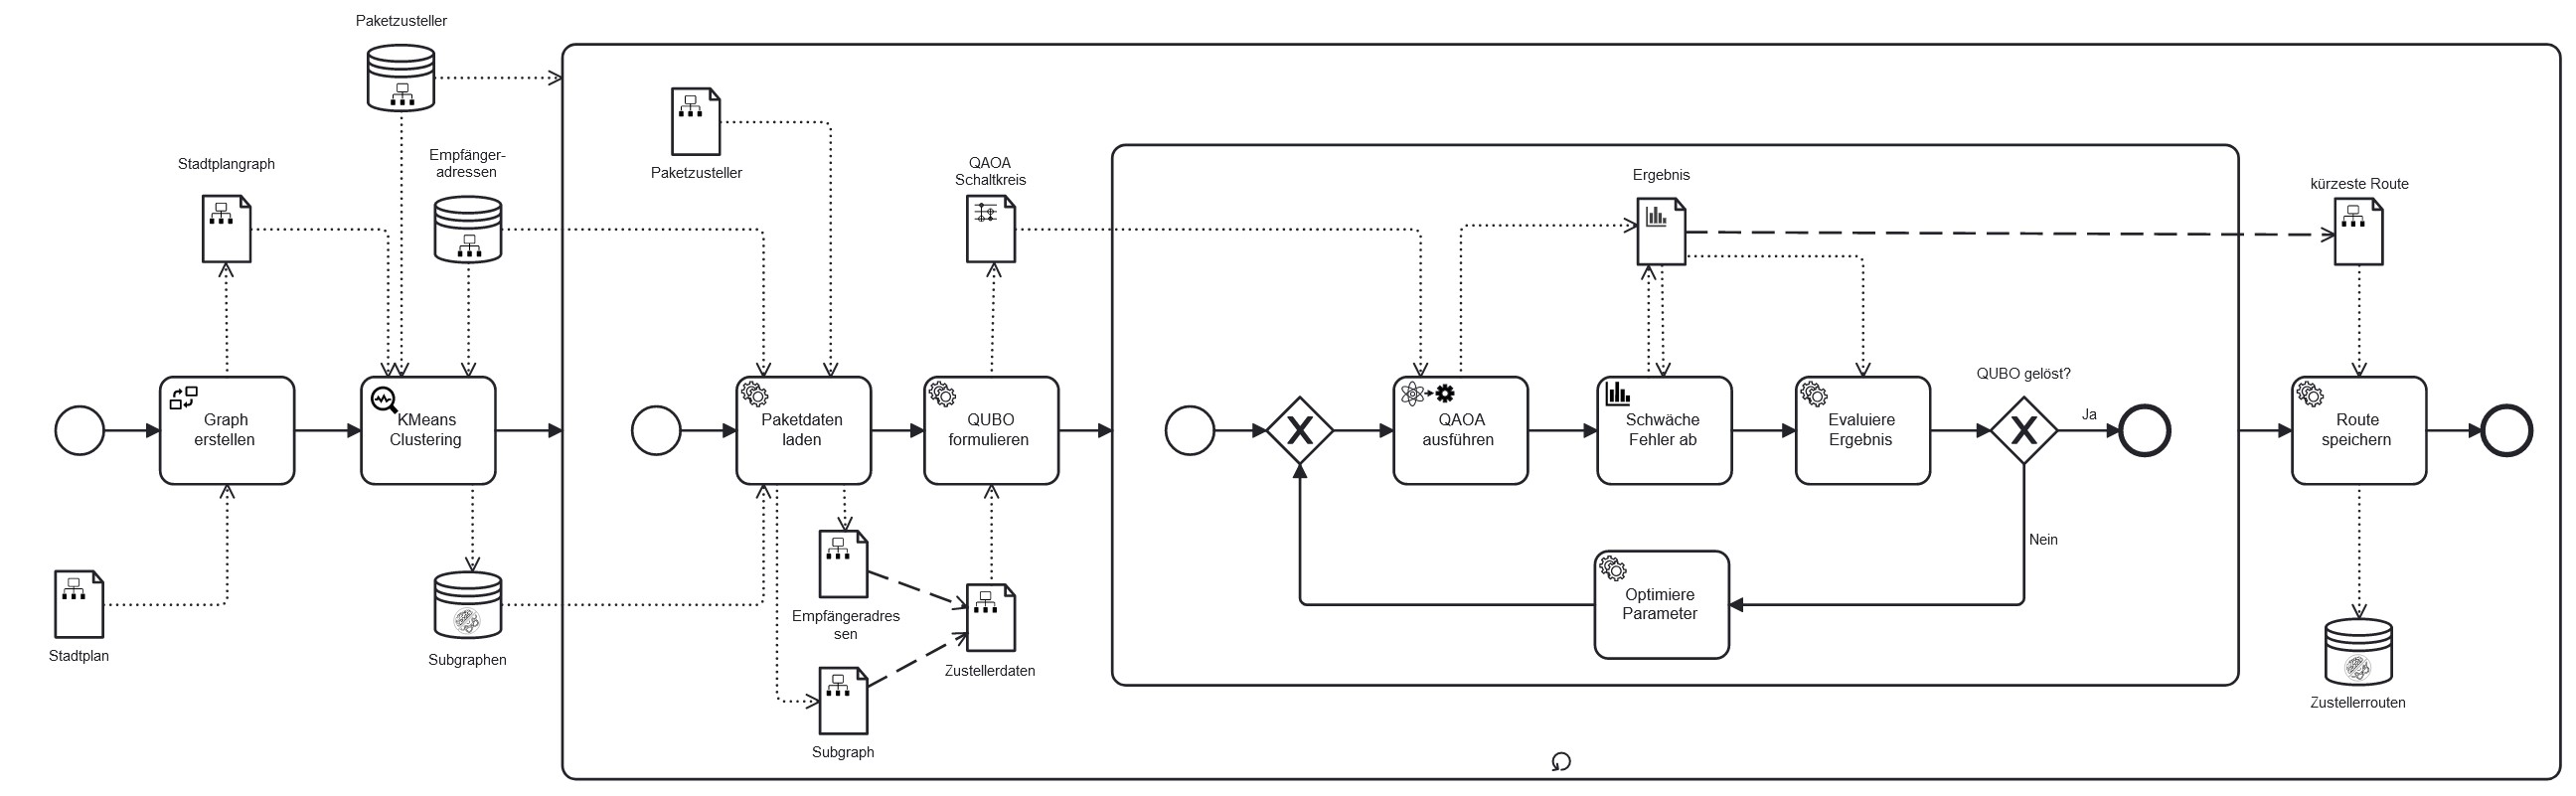 Paketzusteller
Stadtplangraph
Empfänger-
adressen
Paketzusteller
QAOA
Schaltkreis
Ergebnis
kürzeste Route
Graph
erstellen
KMeans
Clustering
Paketdaten
laden
QUBO
formulieren
QAOA
ausführen
Schwäche
Fehler ab
Evaluiere
Ergebnis
QUBO gelöst?
Ja
Nein
Route
speichern
Optimiere
Parameter
Stadtplan
Subgraphen
Empfängeradres
sen
Zustellerdaten
Subgraph
Zustellerrouten